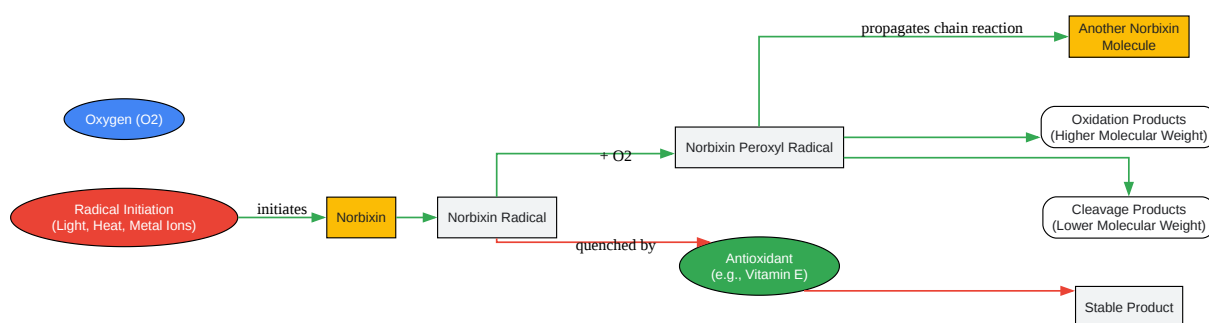 propagates chain reaction
Another Norbixin
Molecule
Oxygen (O2)
Oxidation Products
(Higher Molecular Weight)
Norbixin Peroxyl Radical
+ O2
Radical Initiation
(Light, Heat, Metal Ions)
initiates
Norbixin
Norbixin Radical
Cleavage Products
(Lower Molecular Weight)
quenched by
Antioxidant
(e.g., Vitamin E)
Stable Product